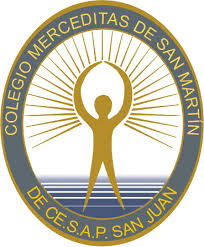 COLEGIO MERCEDITAS DE SAN MARTÍN
DE CE.S.A.P. SAN JUAN